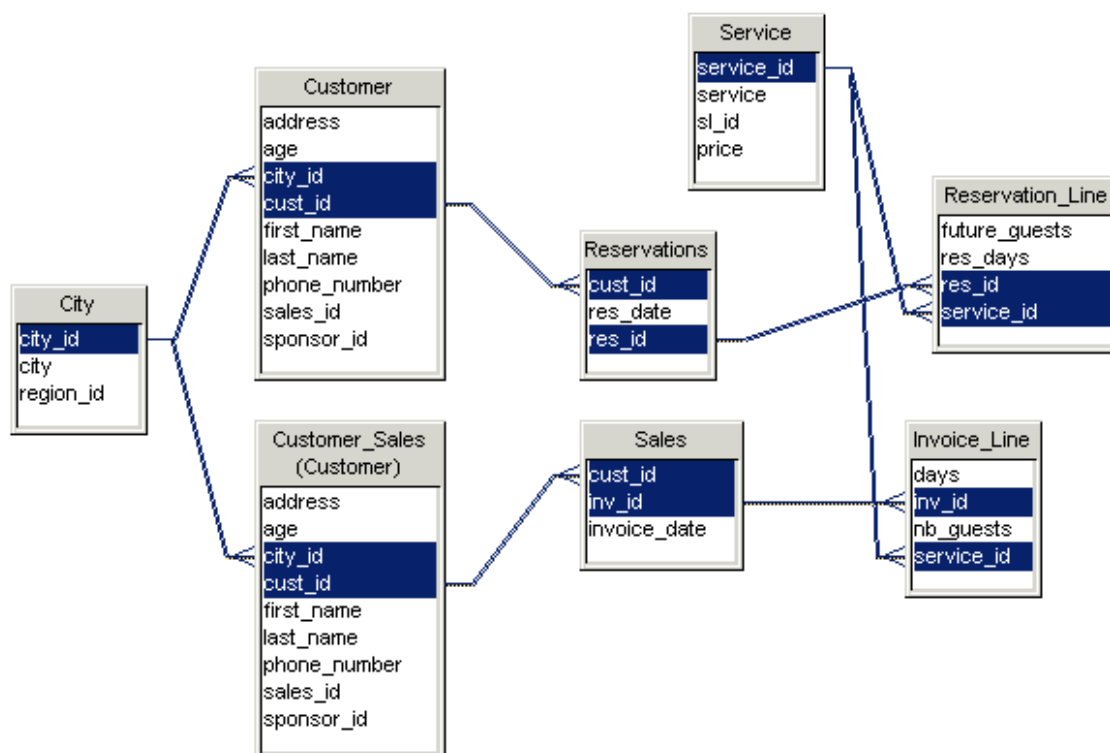 Service
service_id
service
sl_id
price
Customer
address
age
city_id
cust_id
first_name
last_name
phone_number
sales_id
sponsor_id
Reservation_Line
future_guests
res_days
res_id
service_id
Reservations
cust_id
res_date
res_id
City
city_id
city
region_id
Customer_Sales
(Customer)
address
age
city_id
cust_id
first_name
last_name
phone_number
sales_id
sponsor_id
Sales
cust_id
inv_id
invoice_date
Invoice_Line
days
inv_id
nb_guests
service_id